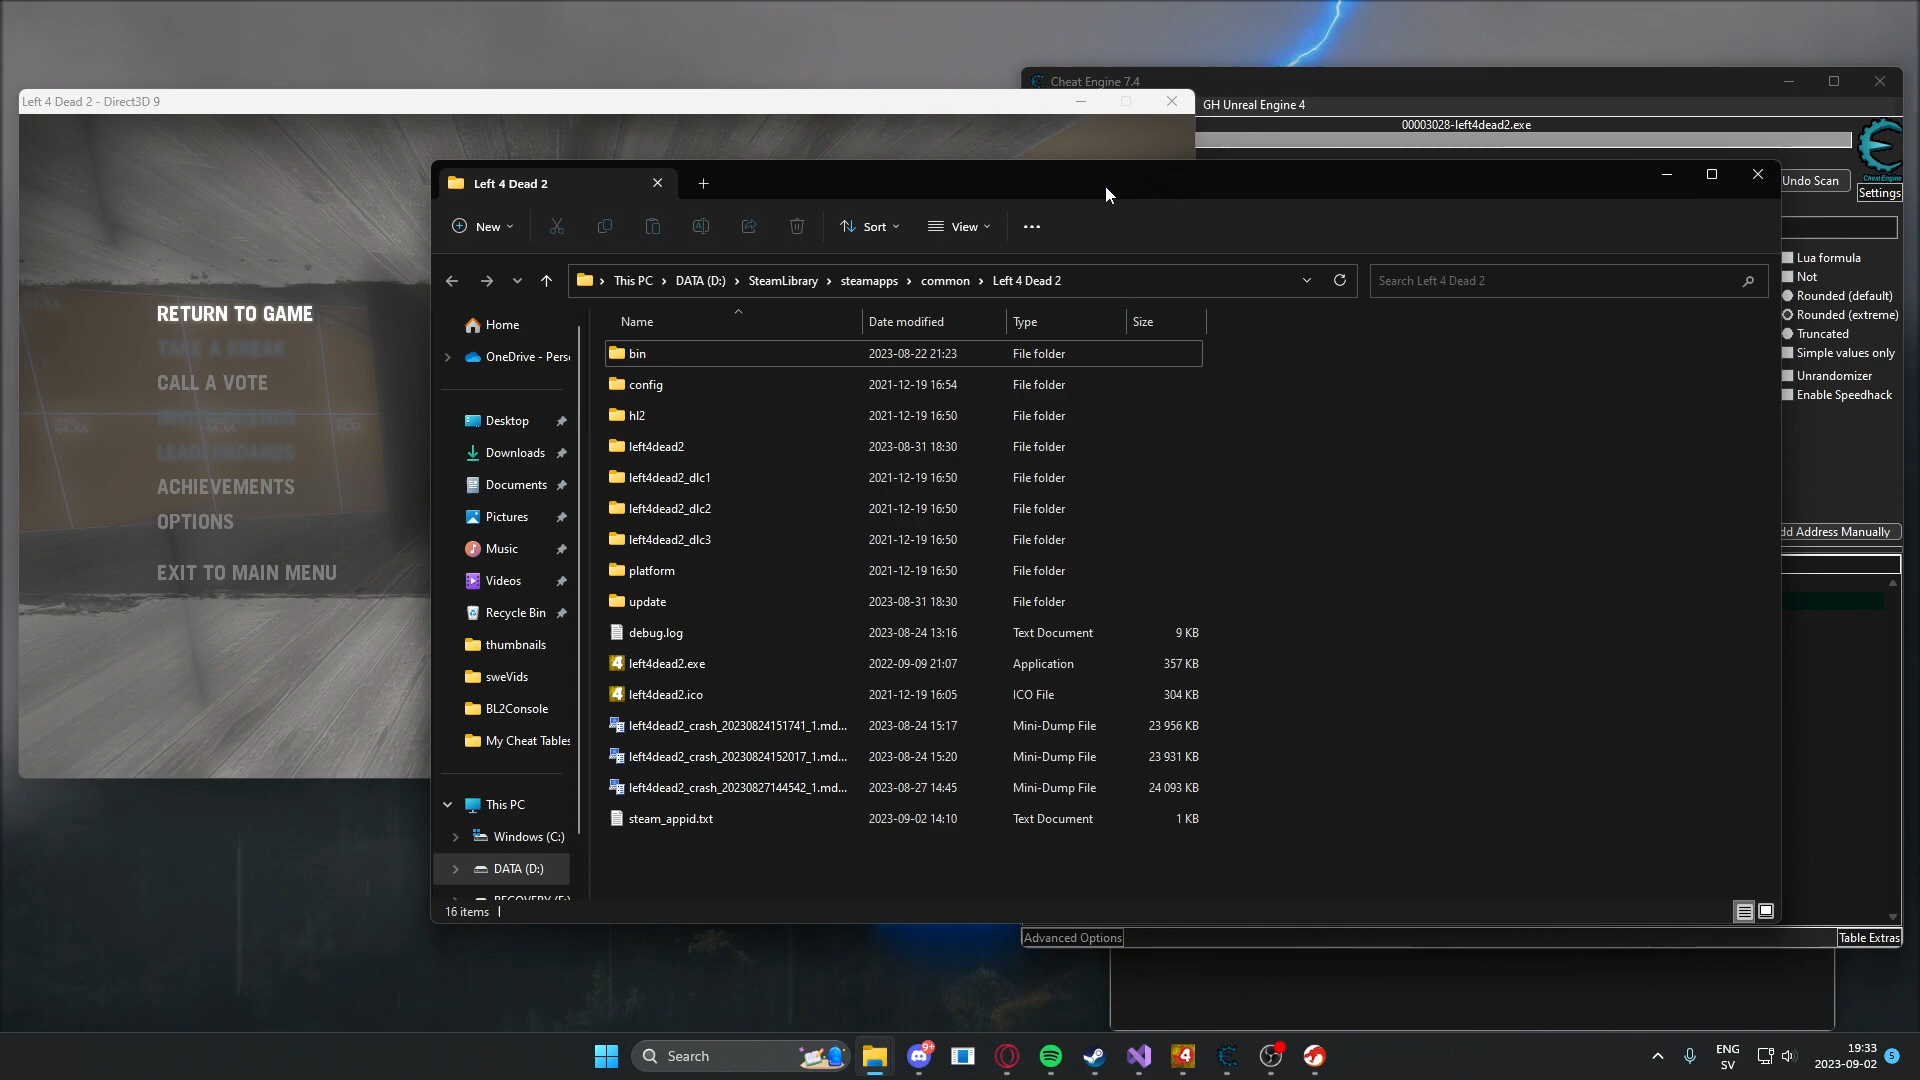 Cheat Engine 7.4
Left 4 Dead 2 - Direct3D 9
GH Unreal Engine 4
00003028-left4dead2.exe
Cheat Engine
Undo Scan
Settings
Left 4 Dead 2
New
Sort
View
This PC > DATA (D:) > SteamLibrary > steamapps > common > Left 4 Dead 2
Search Left 4 Dead 2
Lua formula
Not
Rounded (default)
Rounded (extreme)
Truncated
Simple values only
Unrandomizer
Enable Speedhack
dd Address Manually
RETURN TO GAME
TAKE A BREAK
CALL A VOTE
INVITE FRIENDS
LEADERBOARDS
ACHIEVEMENTS
OPTIONS
EXIT TO MAIN MENU
Home
OneDrive - Pers
Desktop
Downloads
Documents
Pictures
Music
Videos
Recycle Bin
thumbnails
sweVids
BL2Console
My Cheat Tables
This PC
Windows (C:)
DATA (D:)
RECOVERY (E:)
Name Date modified Type Size
bin 2023-08-22 21:23 File folder
config 2021-12-19 16:54 File folder
hl2 2021-12-19 16:50 File folder
left4dead2 2023-08-31 18:30 File folder
left4dead2_dlc1 2021-12-19 16:50 File folder
left4dead2_dlc2 2021-12-19 16:50 File folder
left4dead2_dlc3 2021-12-19 16:50 File folder
platform 2021-12-19 16:50 File folder
update 2023-08-31 18:30 File folder
debug.log 2023-08-24 13:16 Text Document 9 KB
left4dead2.exe 2022-09-09 21:07 Application 357 KB
left4dead2.ico 2021-12-19 16:05 ICO File 304 KB
left4dead2_crash_20230824151741_1.md... 2023-08-24 15:17 Mini-Dump File 23 956 KB
left4dead2_crash_20230824152017_1.md... 2023-08-24 15:20 Mini-Dump File 23 931 KB
left4dead2_crash_20230827144542_1.md... 2023-08-27 14:45 Mini-Dump File 24 093 KB
steam_appid.txt 2023-09-02 14:10 Text Document 1 KB
16 items
Advanced Options
Table Extras
Search
9+
ENG
SV
19:33
2023-09-02
5